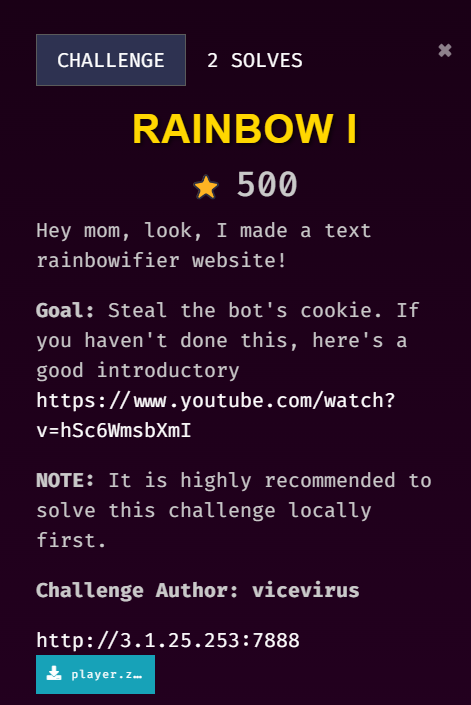 CHALLENGE
2 SOLVES
✖
RAINBOW I
500
Hey mom, look, I made a text
rainbowifier website!
Goal: Steal the bot's cookie. If
you haven't done this, here's a
good introductory
https://www.youtube.com/watch?
v=hSc6WmsbXmI
NOTE: It is highly recommended to
solve this challenge locally
first.
Challenge Author: vicevirus
http://3.1.25.253:7888
player.z…